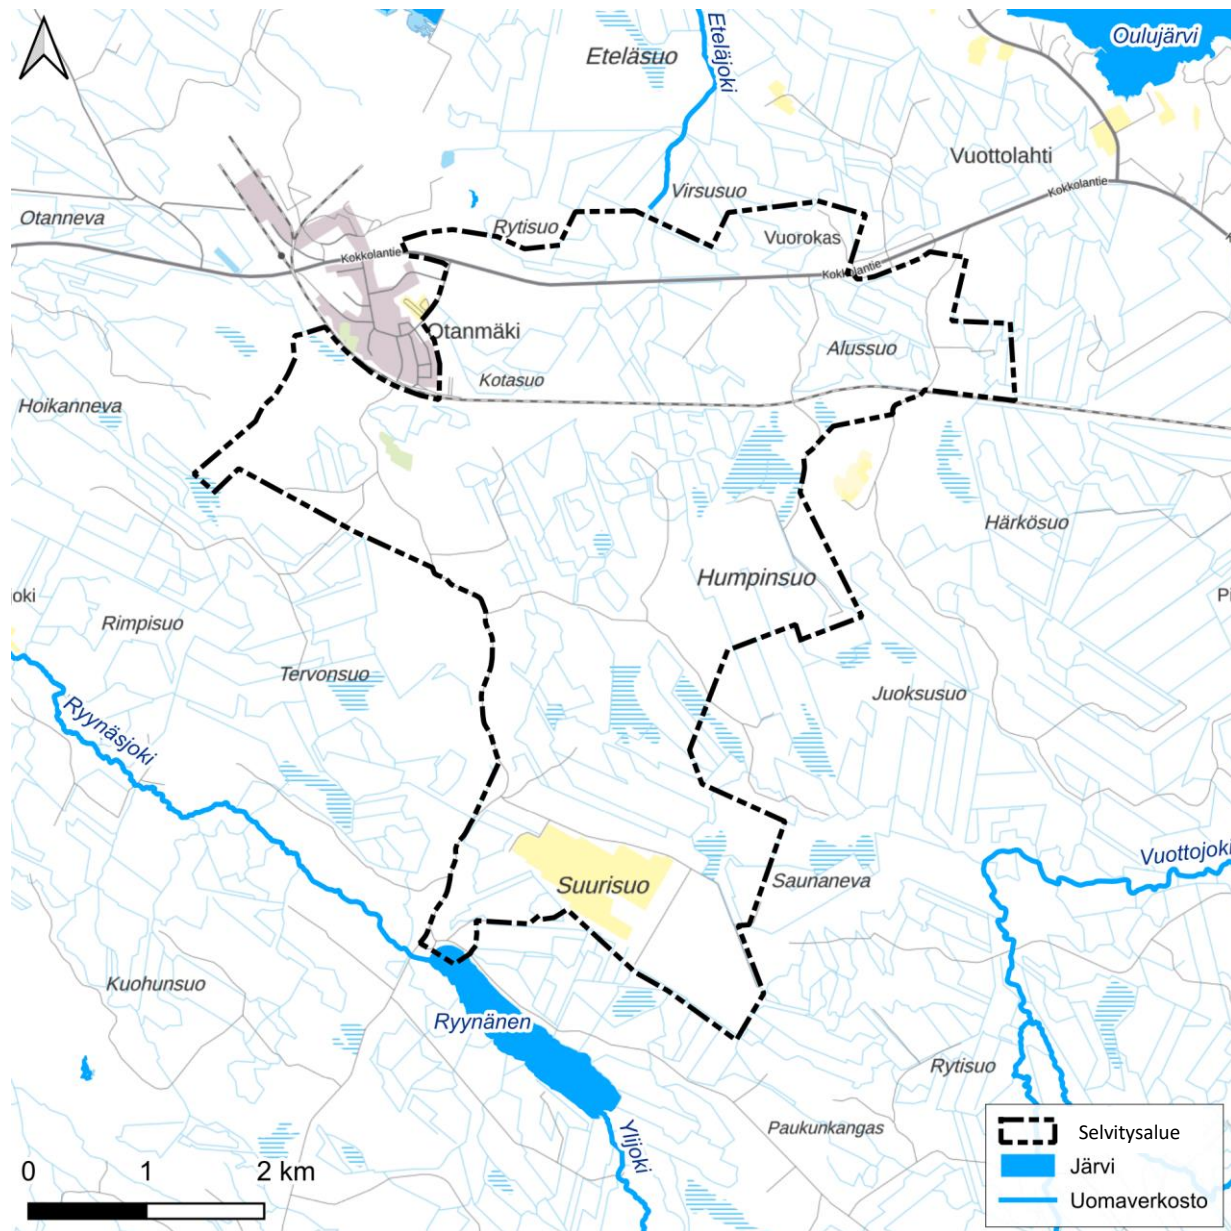 Eteläsuo
Eteläjoki
Oulujärvi
Vuottolahti
Kokkolantie
Virsusuo
Otanneva
Rytisuo
Vuorokas
Kokkolantie
Kokkolantie
Otanmäki
Alussuo
Kotasuo
Hoikanneva
Härkösuo
Humpinsuo
oki
Rimpisuo
Tervonsuo
Juoksusuo
Ryynäsjoki
Vuottojoki
Suurisuo
Saunaneva
Kuohunsuo
Ryynänen
Rytisuo
Paukunkangas
Ylijoki
0 1 2 km
Selvitysalue
Järvi
Uomaverkosto